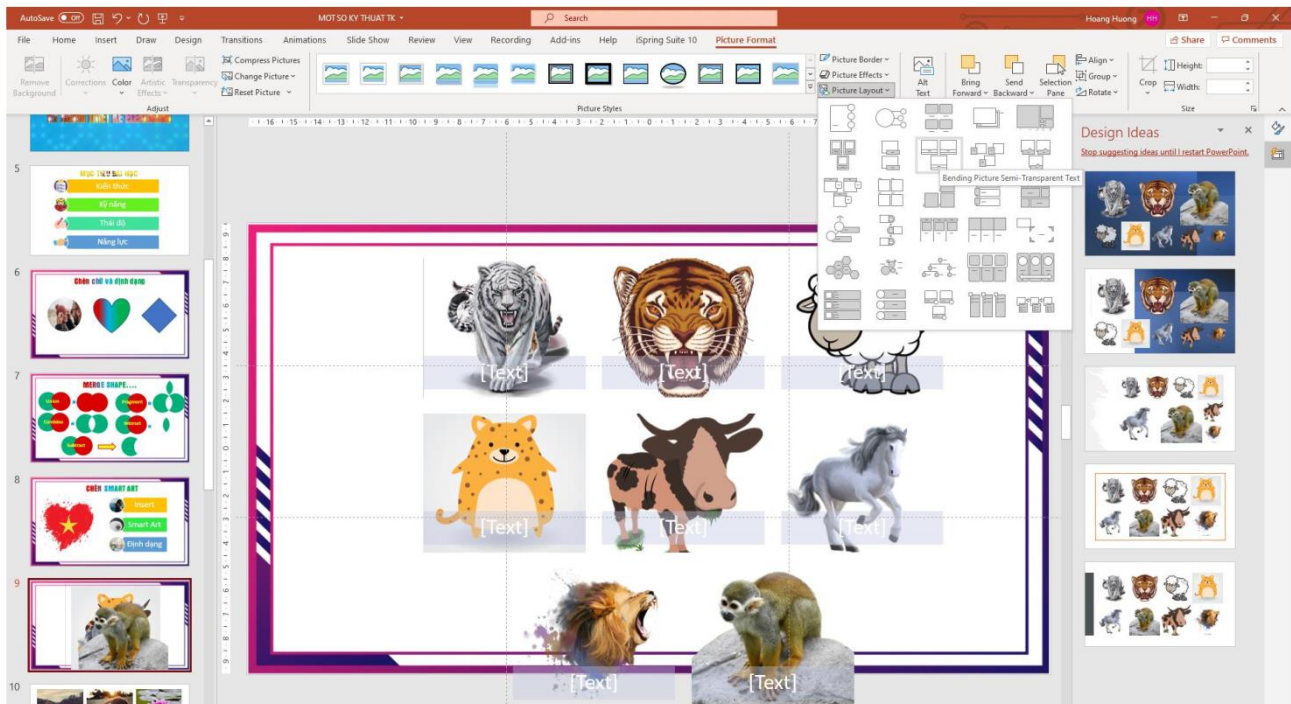 AutoSave Off
MOT SO KY THUAT TK
Search
Hoang Huong HH
File Home Insert Draw Design Transitions Animations Slide Show Review View Recording Add-ins Help iSpring Suite 10 Picture Format
Share Comments
Remove Background
Corrections
Color
Artistic Effects
Transparency
Compress Pictures
Change Picture
Reset Picture
Adjust
Picture Styles
Picture Border
Picture Effects
Picture Layout
Alt Text
Bring Forward
Send Backward
Selection Pane
Align
Group
Rotate
Crop
Height:
Width:
Size
Bending Picture Semi-Transparent Text
Design Ideas
Stop suggesting ideas until I restart PowerPoint.
5
Kiến thức
Kỹ năng
Thái độ
Năng lực
6
Chèn chữ và định dạng
7
MERGE SHAPE....
Union
Fragment
Combine
Intersect
Subtract
8
CHÈN SMART ART
Insert
Smart Art
Định dạng
9
10
[Text] [Text] [Text]
[Text] [Text] [Text]
[Text] [Text]